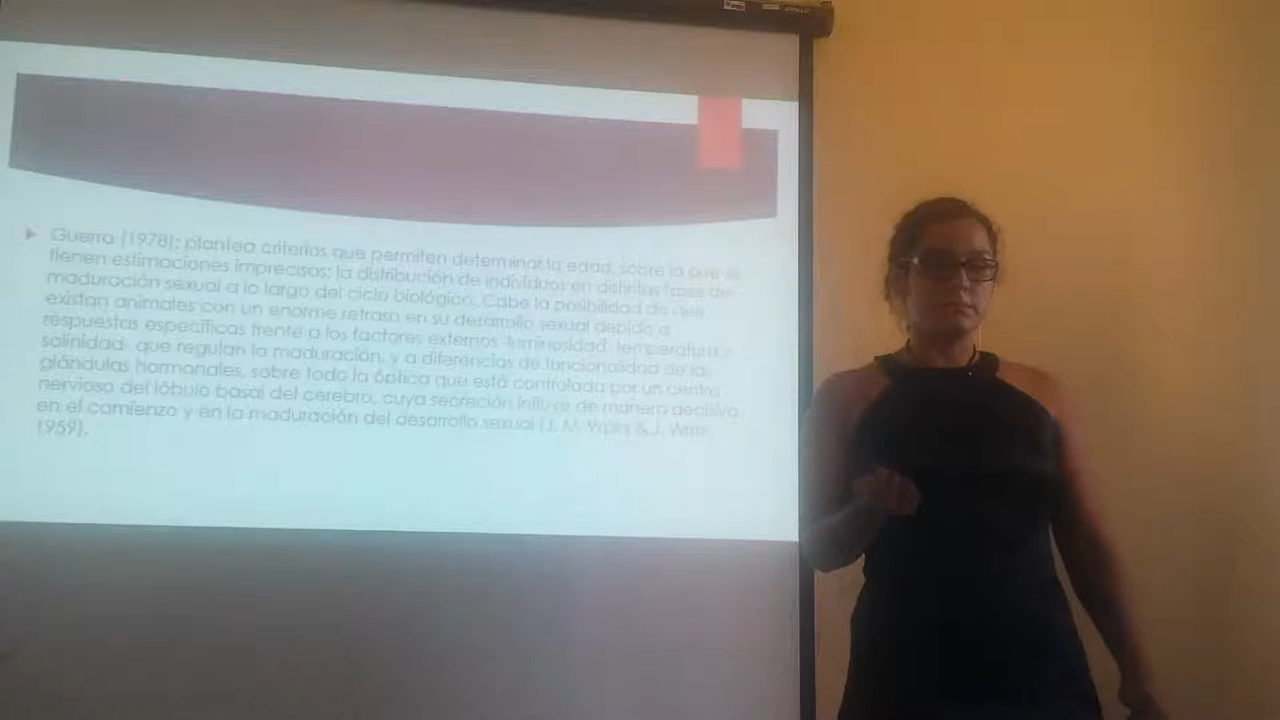 Guerra (1978): plantea criterios que permiten determinar la edad, sobre la que se
tienen estimaciones imprecisas; la distribución de individuos en distintas fases de
maduración sexual a lo largo del ciclo biológico. Cabe la posibilidad de que
existan animales con un enorme retraso en su desarrollo sexual debido a
respuestas específicas frente a los factores externos -luminosidad, temperatura y
salinidad- que regulan la maduración, y a diferencias de funcionalidad de las
glándulas hormonales, sobre todo la óptica que está controlada por un centro
nervioso del lóbulo basal del cerebro, cuya secreción influye de manera decisiva
en el comienzo y en la maduración del desarrollo sexual (J. M. & J.
1959).